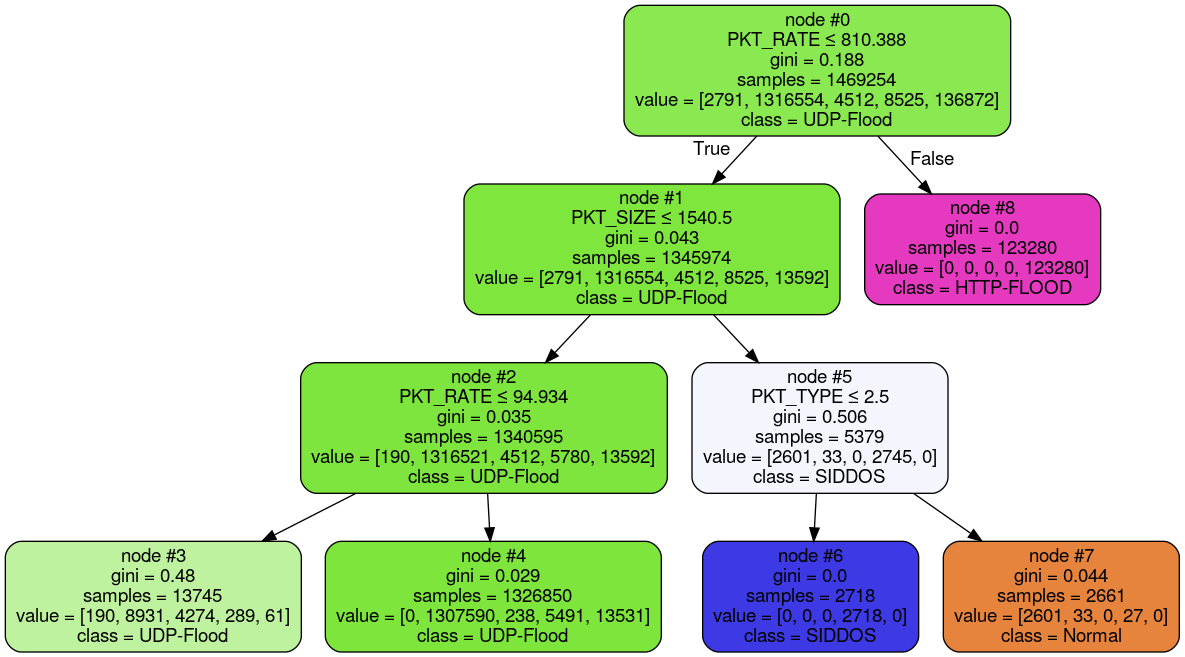 node #0
PKT_RATE ≤ 810.388
gini = 0.188
samples = 1469254
value = [2791, 1316554, 4512, 8525, 136872]
class = UDP-Flood
True
False
node #1
PKT_SIZE ≤ 1540.5
gini = 0.043
samples = 1345974
value = [2791, 1316554, 4512, 8525, 13592]
class = UDP-Flood
node #8
gini = 0.0
samples = 123280
value = [0, 0, 0, 0, 123280]
class = HTTP-FLOOD
node #2
PKT_RATE ≤ 94.934
gini = 0.035
samples = 1340595
value = [190, 1316521, 4512, 5780, 13592]
class = UDP-Flood
node #5
PKT_TYPE ≤ 2.5
gini = 0.506
samples = 5379
value = [2601, 33, 0, 2745, 0]
class = SIDDOS
node #3
gini = 0.48
samples = 13745
value = [190, 8931, 4274, 289, 61]
class = UDP-Flood
node #4
gini = 0.029
samples = 1326850
value = [0, 1307590, 238, 5491, 13531]
class = UDP-Flood
node #6
gini = 0.0
samples = 2718
value = [0, 0, 0, 2718, 0]
class = SIDDOS
node #7
gini = 0.044
samples = 2661
value = [2601, 33, 0, 27, 0]
class = Normal